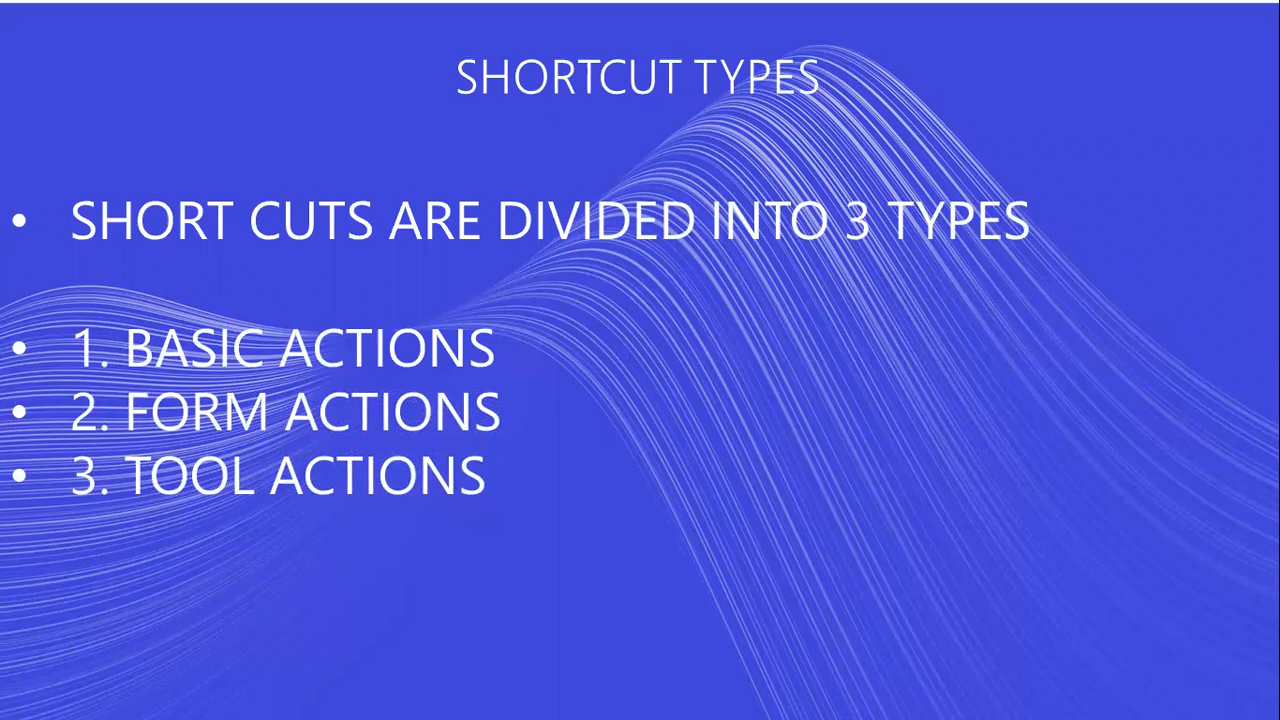 SHORTCUT TYPES
• SHORT CUTS ARE DIVIDED INTO 3 TYPES
• 1. BASIC ACTIONS
• 2. FORM ACTIONS
• 3. TOOL ACTIONS